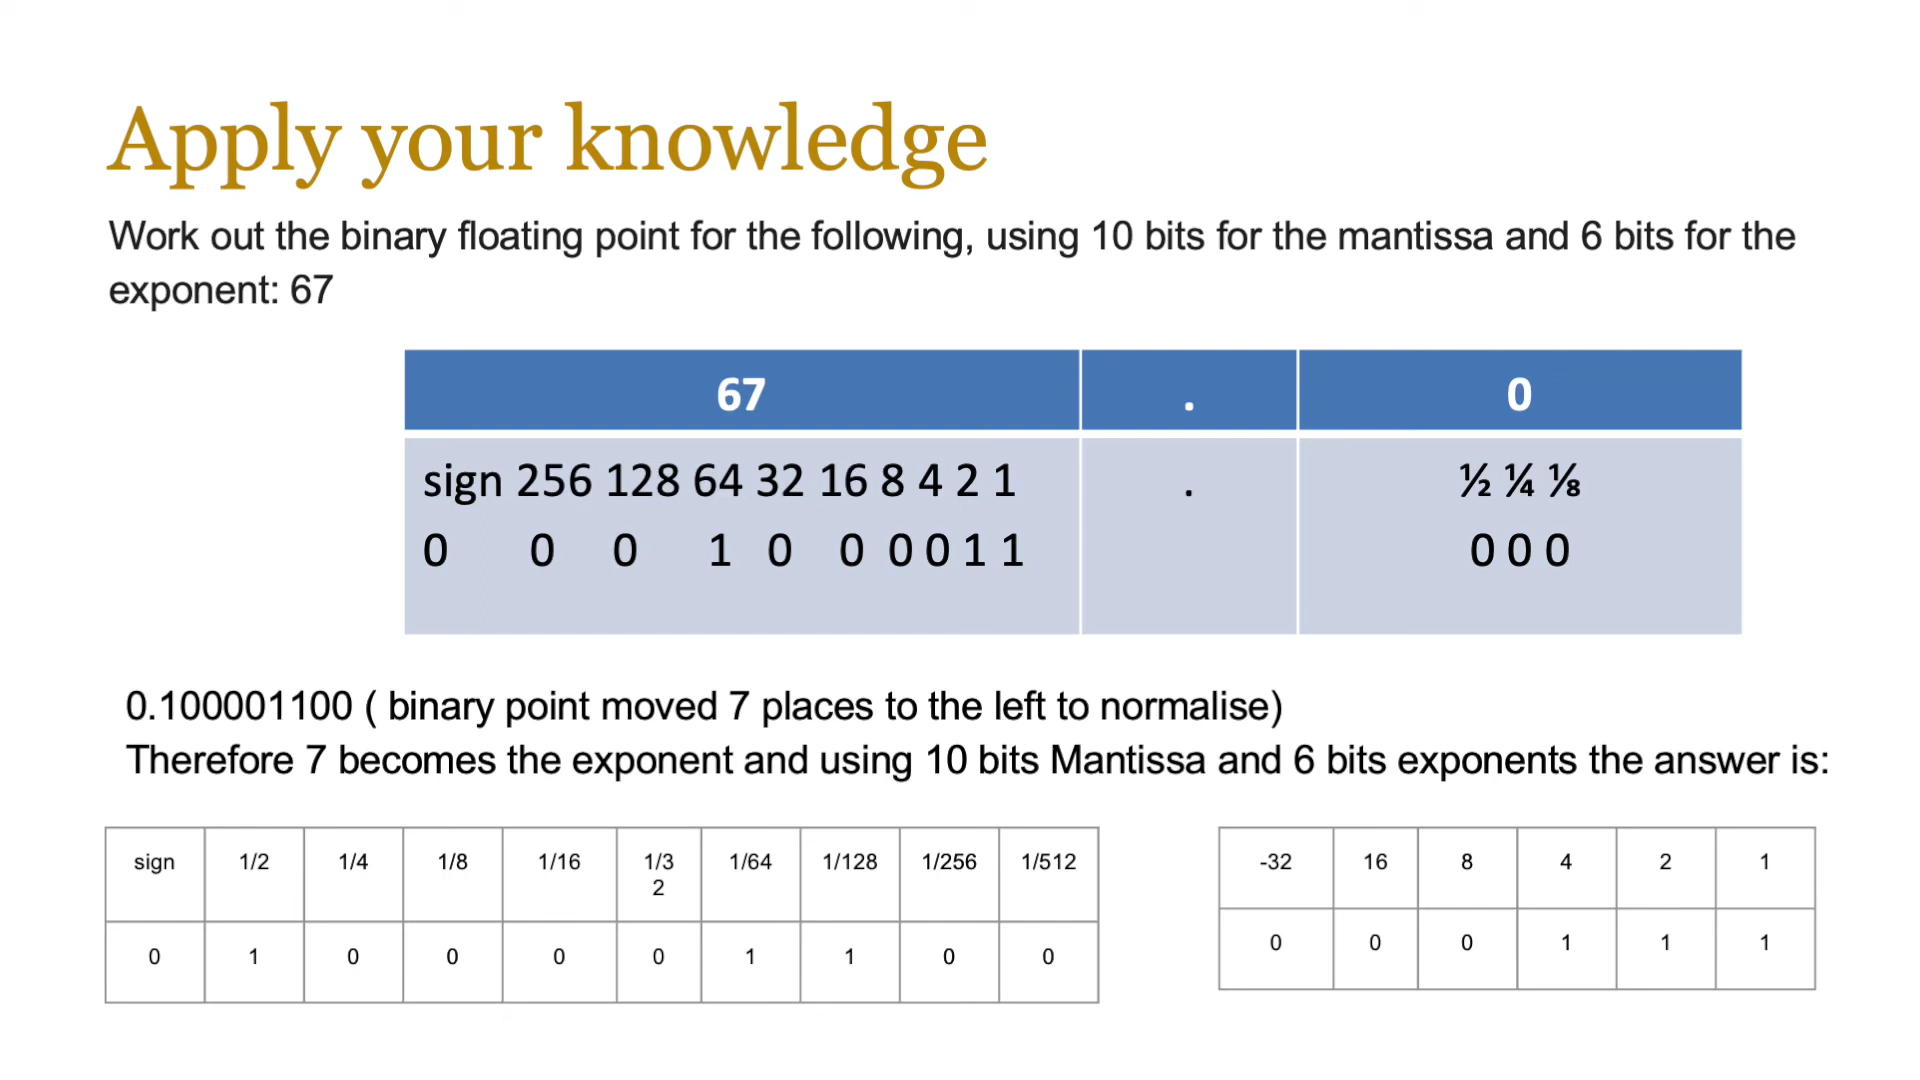 Apply your knowledge
Work out the binary floating point for the following, using 10 bits for the mantissa and 6 bits for the
exponent: 67
67 . 0
sign 256 128 64 32 16 8 4 2 1 . ½ ¼ ⅛
0 0 0 1 0 0 0 0 1 1 0 0 0
0.100001100 ( binary point moved 7 places to the left to normalise)
Therefore 7 becomes the exponent and using 10 bits Mantissa and 6 bits exponents the answer is:
sign 1/2 1/4 1/8 1/16 1/3 1/64 1/128 1/256 1/512
2
0 1 0 0 0 0 1 1 0 0
-32 16 8 4 2 1
0 0 0 1 1 1